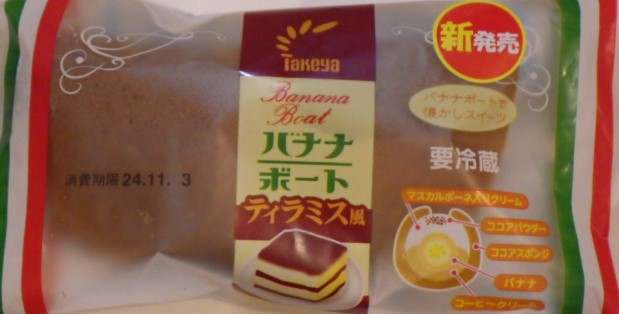 Takeya
新発売
Banana
Boat
バナナボートで
懐かしスイーツ
バナナ
ボート
要冷蔵
消費期限 24.11. 3
ティラミス風
マスカルポーネ入りクリーム
ココアパウダー
ココアスポンジ
バナナ
コーヒークリーム